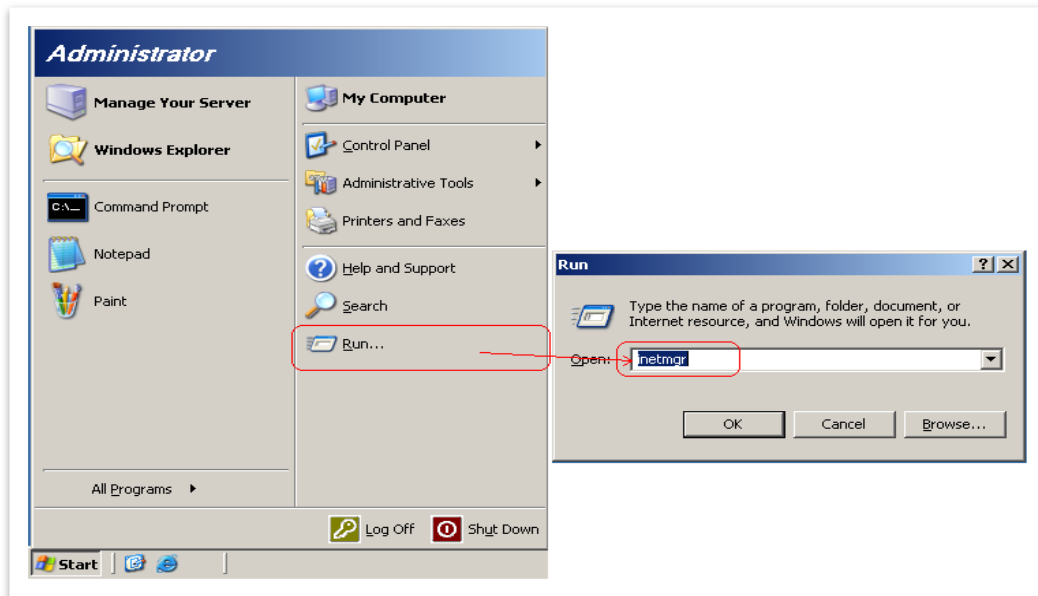 Administrator
Manage Your Server
Windows Explorer
C:\_
Command Prompt
Notepad
Paint
All Programs
My Computer
Control Panel
Administrative Tools
Printers and Faxes
Help and Support
Search
Run...
Log Off
Shut Down
Start
Run
Type the name of a program, folder, document, or
Internet resource, and Windows will open it for you.
Open:
inetmgr
OK
Cancel
Browse...